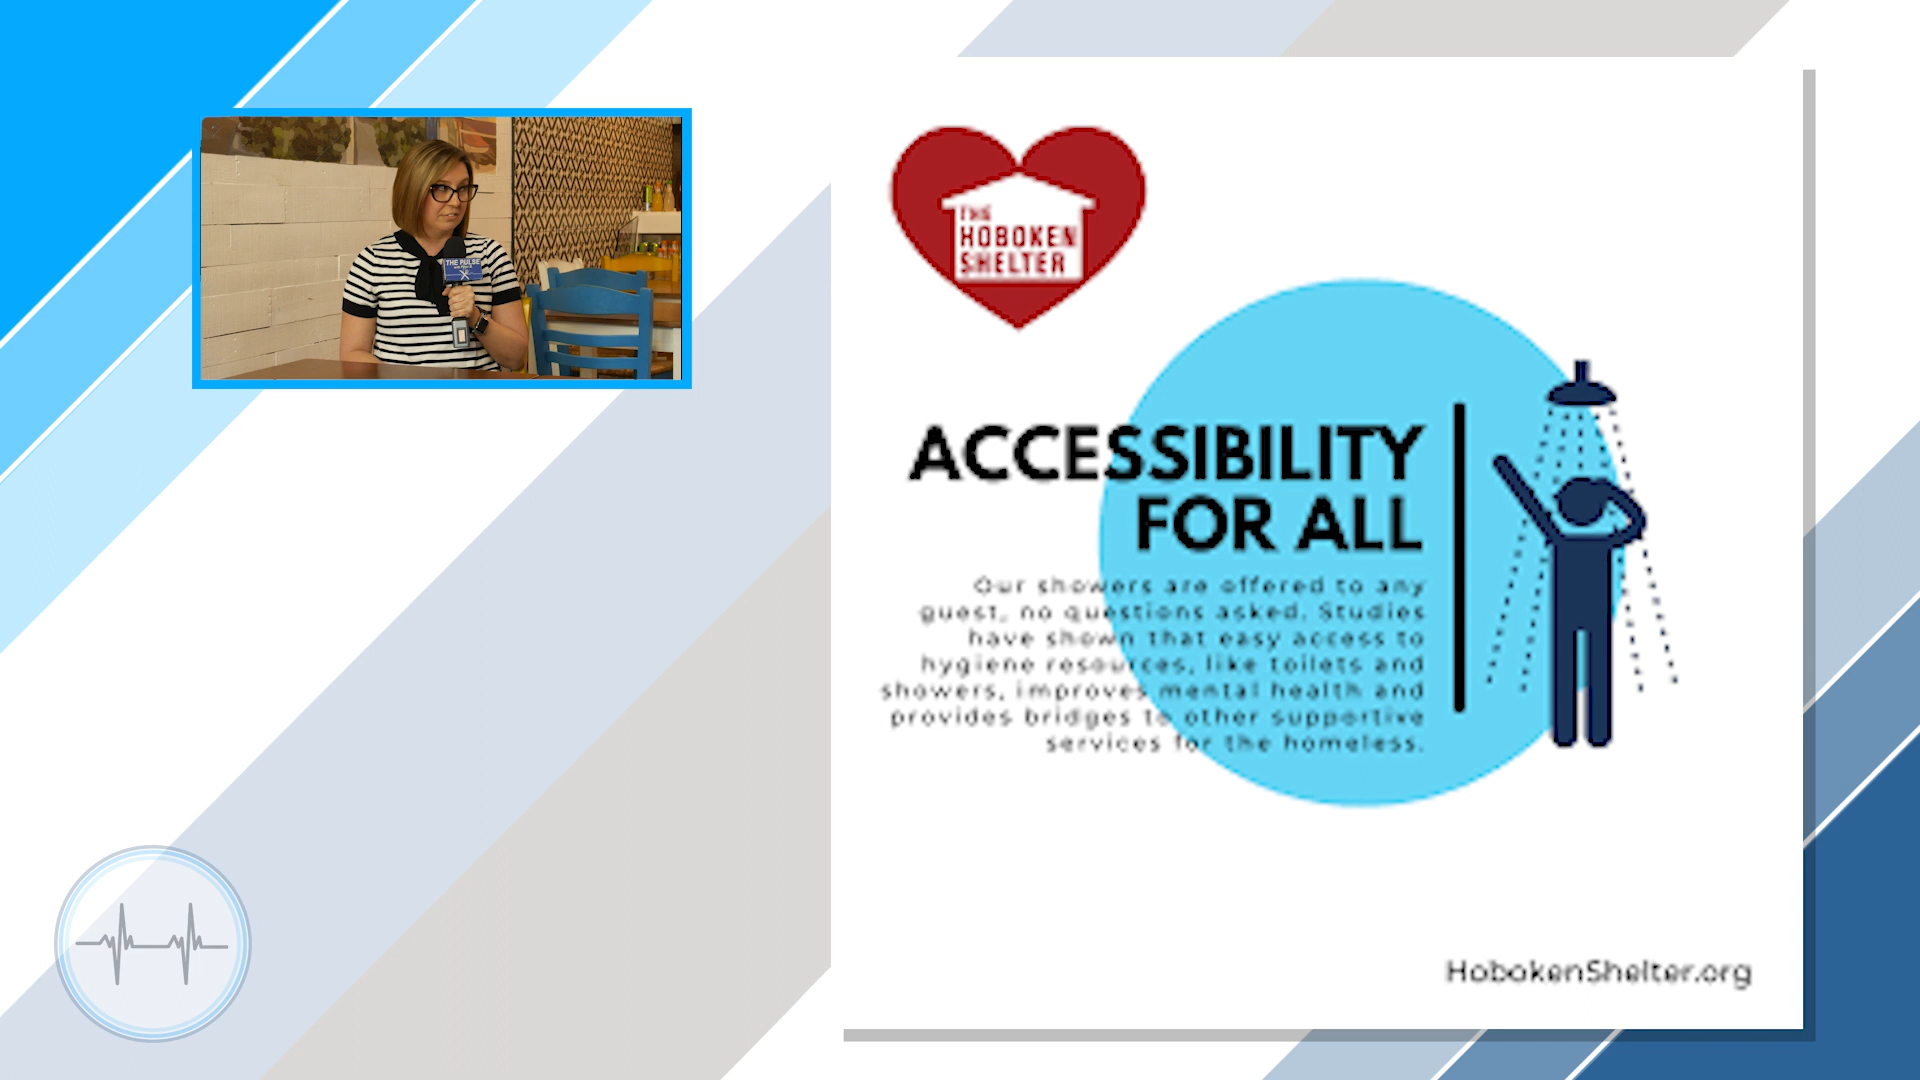 THE PULSE
THE
HOBOKEN
SHELTER
ACCESSIBILITY
FOR ALL
Our showers are offered to any
guest, no questions asked. Studies
have shown that easy access to
hygiene resources, like toilets and
showers, improves mental health and
provides bridges to other supportive
services for the homeless.
HobokenShelter.org